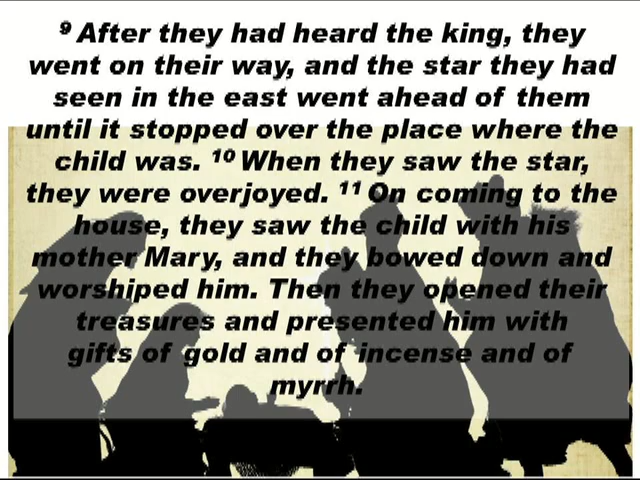 ⁹ After they had heard the king, they
went on their way, and the star they had
seen in the east went ahead of them
until it stopped over the place where the
child was. ¹⁰ When they saw the star,
they were overjoyed. ¹¹ On coming to the
house, they saw the child with his
mother Mary, and they bowed down and
worshiped him. Then they opened their
treasures and presented him with
gifts of gold and of incense and of
myrrh.